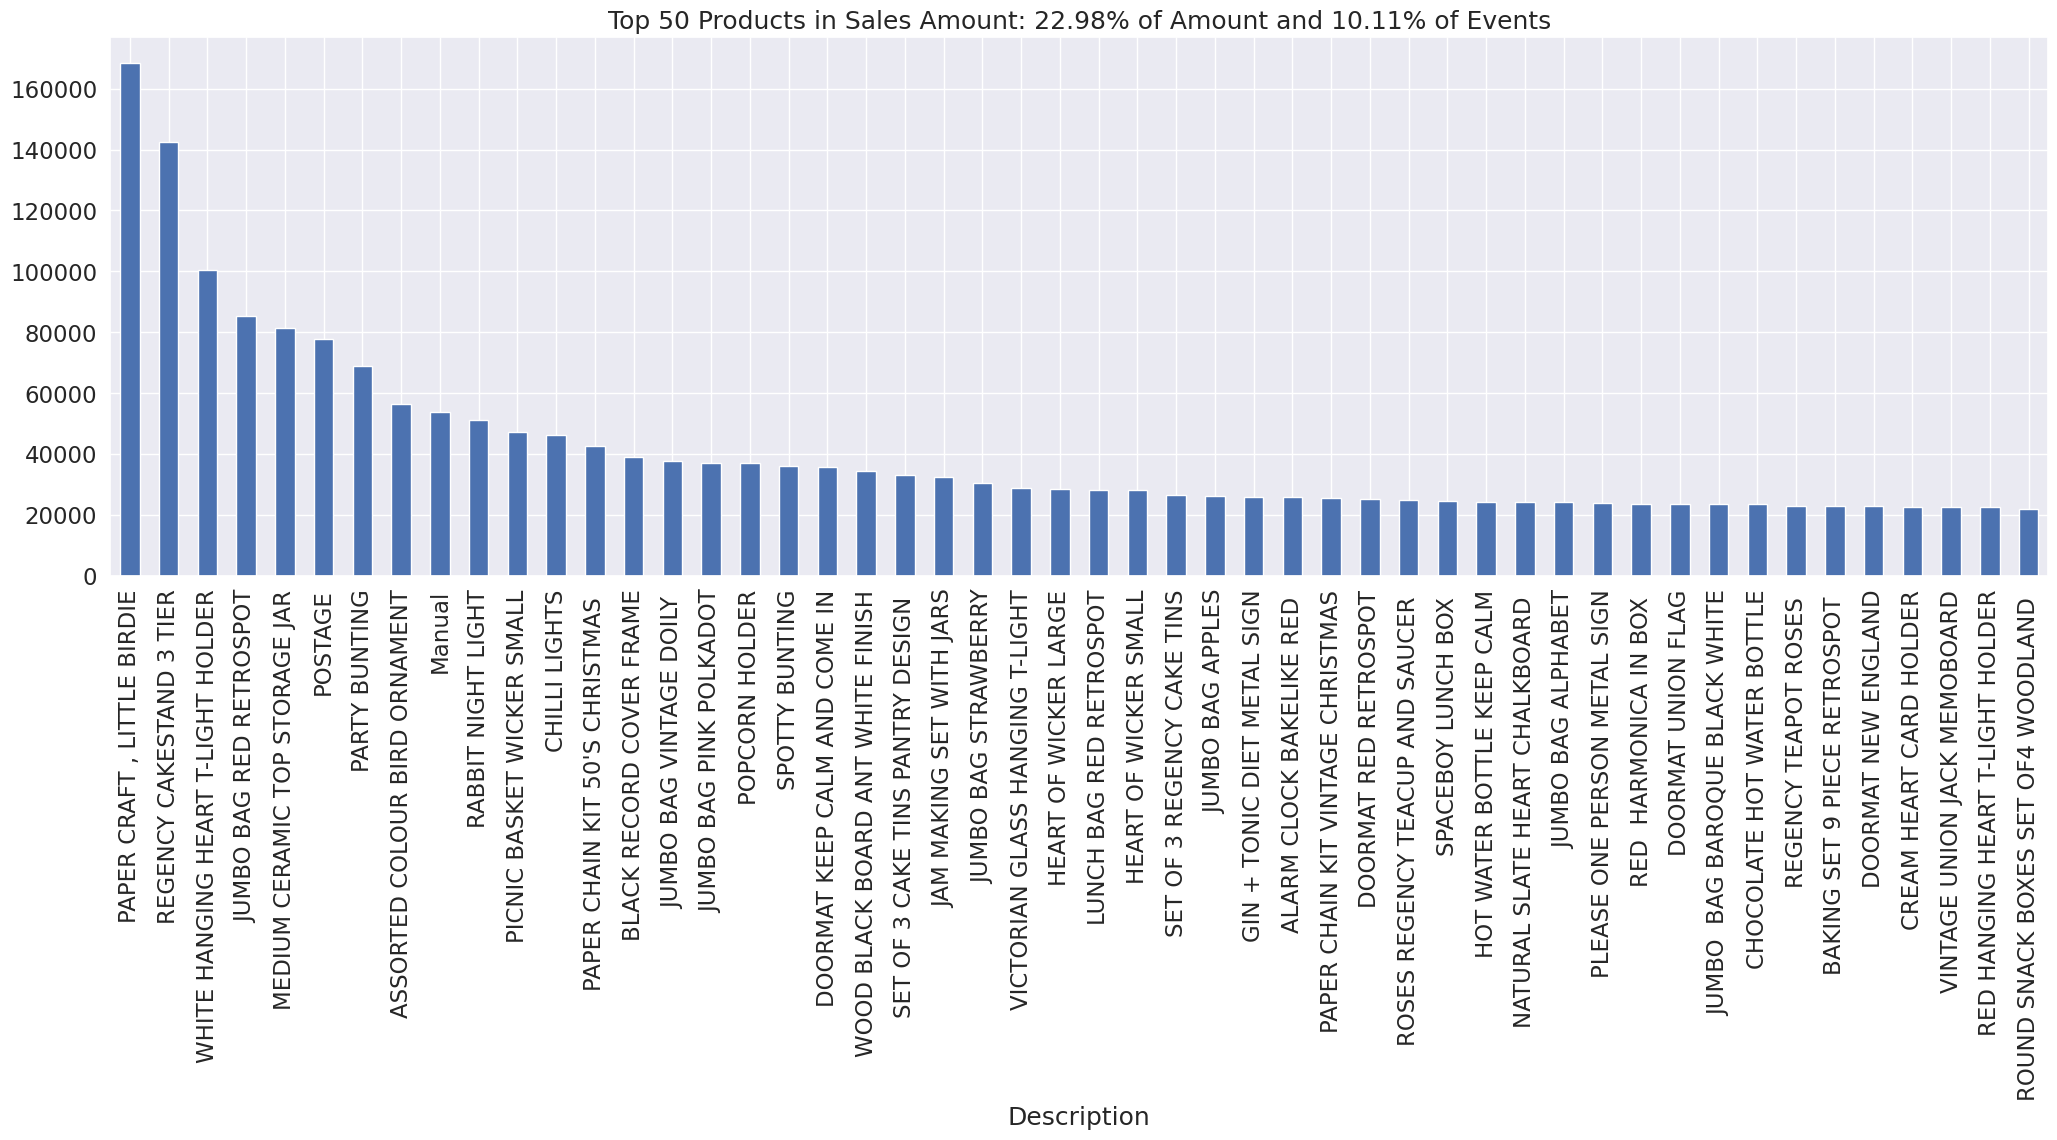 Top 50 Products in Sales Amount: 22.98% of Amount and 10.11% of Events
160000
140000
120000
100000
80000
60000
40000
20000
0
PAPER CRAFT , LITTLE BIRDIE
REGENCY CAKESTAND 3 TIER
WHITE HANGING HEART T-LIGHT HOLDER
JUMBO BAG RED RETROSPOT
MEDIUM CERAMIC TOP STORAGE JAR
POSTAGE
PARTY BUNTING
ASSORTED COLOUR BIRD ORNAMENT
Manual
RABBIT NIGHT LIGHT
PICNIC BASKET WICKER SMALL
CHILLI LIGHTS
PAPER CHAIN KIT 50'S CHRISTMAS
BLACK RECORD COVER FRAME
JUMBO BAG VINTAGE DOILY
JUMBO BAG PINK POLKADOT
POPCORN HOLDER
SPOTTY BUNTING
DOORMAT KEEP CALM AND COME IN
WOOD BLACK BOARD ANT WHITE FINISH
SET OF 3 CAKE TINS PANTRY DESIGN
JAM MAKING SET WITH JARS
JUMBO BAG STRAWBERRY
VICTORIAN GLASS HANGING T-LIGHT
HEART OF WICKER LARGE
LUNCH BAG RED RETROSPOT
HEART OF WICKER SMALL
SET OF 3 REGENCY CAKE TINS
JUMBO BAG APPLES
GIN + TONIC DIET METAL SIGN
ALARM CLOCK BAKELIKE RED
PAPER CHAIN KIT VINTAGE CHRISTMAS
DOORMAT RED RETROSPOT
ROSES REGENCY TEACUP AND SAUCER
SPACEBOY LUNCH BOX
HOT WATER BOTTLE KEEP CALM
NATURAL SLATE HEART CHALKBOARD
JUMBO BAG ALPHABET
PLEASE ONE PERSON METAL SIGN
RED  HARMONICA IN BOX
DOORMAT UNION FLAG
JUMBO  BAG BAROQUE BLACK WHITE
CHOCOLATE HOT WATER BOTTLE
REGENCY TEAPOT ROSES
BAKING SET 9 PIECE RETROSPOT
DOORMAT NEW ENGLAND
CREAM HEART CARD HOLDER
VINTAGE UNION JACK MEMOBOARD
RED HANGING HEART T-LIGHT HOLDER
ROUND SNACK BOXES SET OF4 WOODLAND
Description